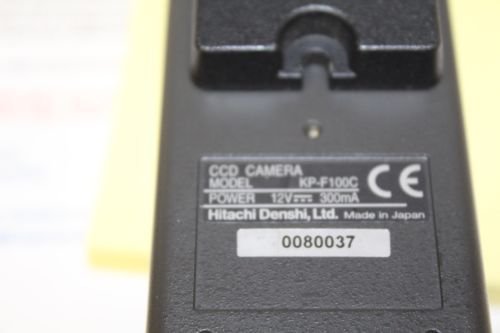 CCD CAMERA
MODEL KP-F100C
POWER 12V⎓ 300mA
CE
Hitachi Denshi, Ltd. Made in Japan
0080037